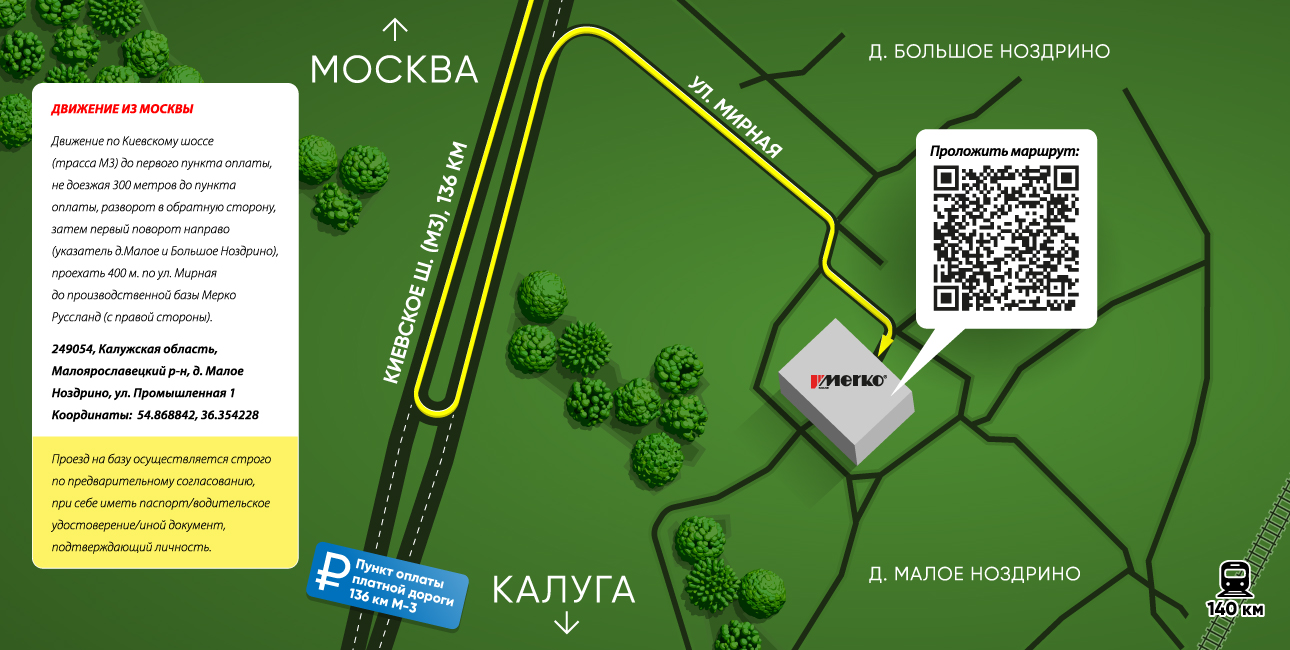 МОСКВА
Д. БОЛЬШОЕ НОЗДРИНО
ДВИЖЕНИЕ ИЗ МОСКВЫ
Движение по Киевскому шоссе
(трасса М3) до первого пункта оплаты,
не доезжая 300 метров до пункта
оплаты, разворот в обратную сторону,
затем первый поворот направо
(указатель д.Малое и Большое Ноздрино),
проехать 400 м. по ул. Мирная
до производственной базы Мерко
Руссланд (с правой стороны).
249054, Калужская область,
Малоярославецкий р-н, д. Малое
Ноздрино, ул. Промышленная 1
Координаты: 54.868842, 36.354228
Проезд на базу осуществляется строго
по предварительному согласованию,
при себе иметь паспорт/водительское
удостоверение/иной документ,
подтверждающий личность.
КИЕВСКОЕ Ш. (М3), 136 КМ
УЛ. МИРНАЯ
Проложить маршрут:
merko®
₽
Пункт оплаты
платной дороги
136 км М-3
КАЛУГА
Д. МАЛОЕ НОЗДРИНО
140 км